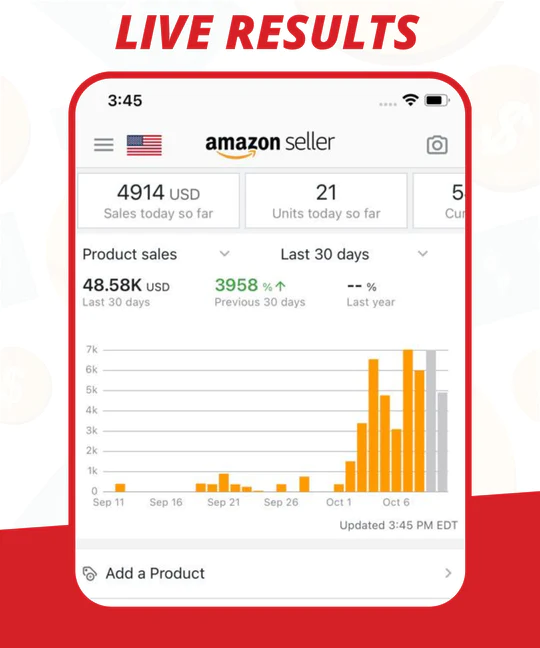 LIVE RESULTS
3:45
amazon seller
4914 USD
Sales today so far
21
Units today so far
5
Cur
Product sales
Last 30 days
48.58K USD
Last 30 days
3958 %↑
Previous 30 days
-- %
Last year
7k
6k
5k
4k
3k
2k
1k
0
Sep 11 Sep 16 Sep 21 Sep 26 Oct 1 Oct 6
Updated 3:45 PM EDT
Add a Product